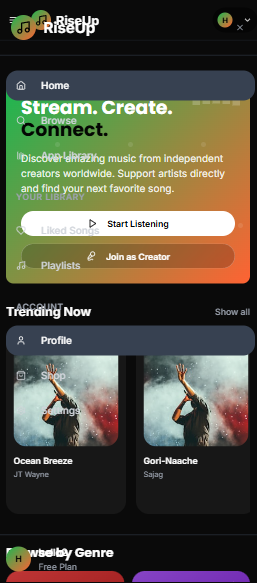 RiseUp
RiseUp
H
Home
Stream. Create.
Connect.
Browse
Discover amazing music from independent
creators worldwide. Support artists directly
and find your next favorite song.
App Library
YOUR LIBRARY
Start Listening
Liked Songs
Join as Creator
Playlists
ACCOUNT
Trending Now
Show all
Profile
Shop
Settings
Ocean Breeze
JT Wayne
Gori-Naache
Sajag
Browse by Genre
H
Free Plan